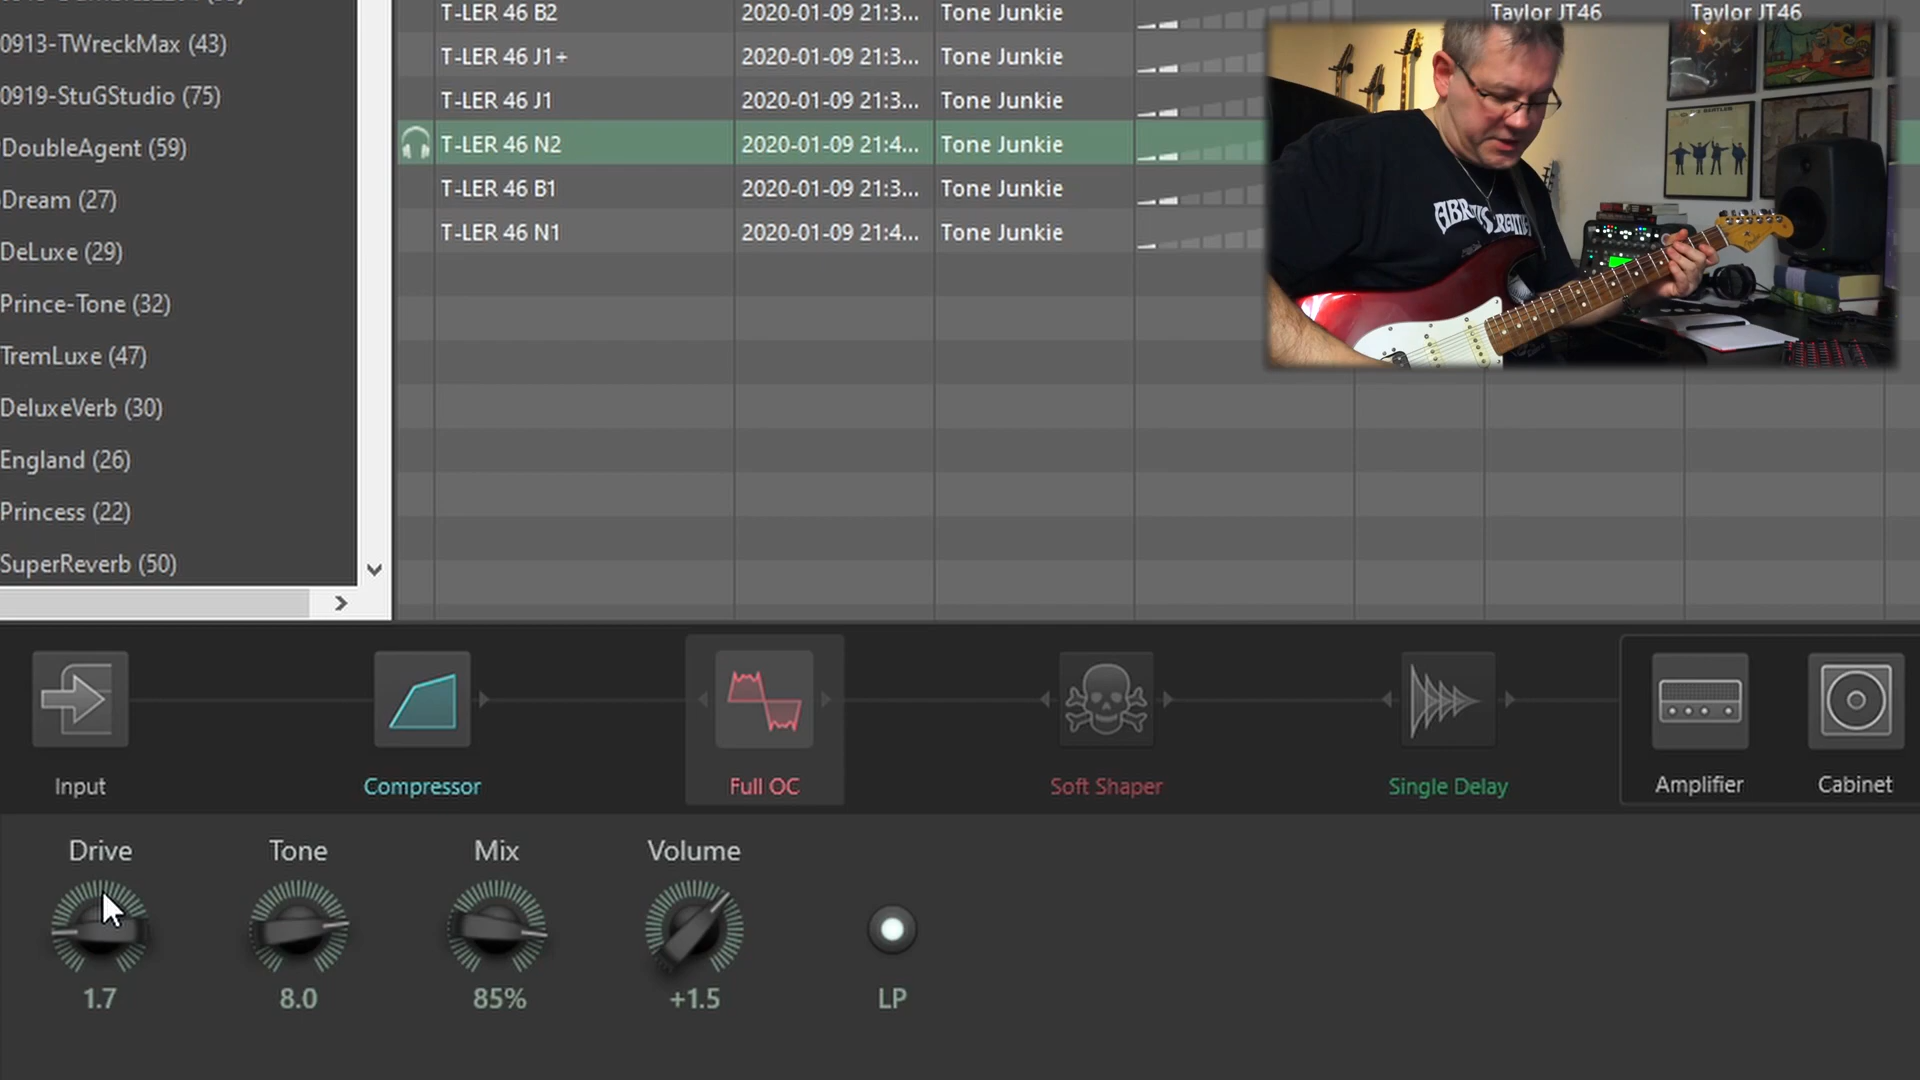 0913-TWreckMax (43)
0919-StuGStudio (75)
DoubleAgent (59)
Dream (27)
DeLuxe (29)
Prince-Tone (32)
TremLuxe (47)
DeluxeVerb (30)
England (26)
Princess (22)
SuperReverb (50)
T-LER 46 B2 2020-01-09 21:3... Tone Junkie Taylor JT46 Taylor JT46
T-LER 46 J1+ 2020-01-09 21:3... Tone Junkie
T-LER 46 J1 2020-01-09 21:3... Tone Junkie
T-LER 46 N2 2020-01-09 21:4... Tone Junkie
T-LER 46 B1 2020-01-09 21:3... Tone Junkie
T-LER 46 N1 2020-01-09 21:4... Tone Junkie
Input
Compressor
Full OC
Soft Shaper
Single Delay
Amplifier
Cabinet
Drive Tone Mix Volume
1.7 8.0 85% +1.5 LP